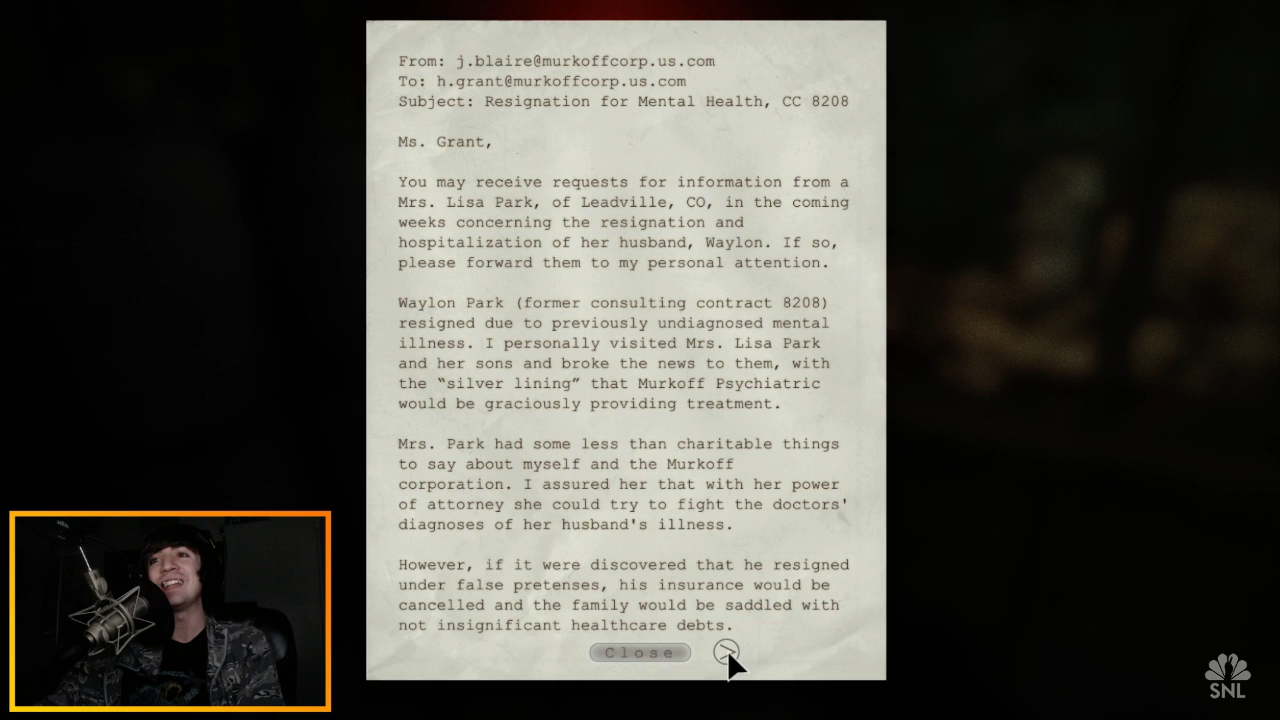 From: j.blaire@murkoffcorp.us.com
To: h.grant@murkoffcorp.us.com
Subject: Resignation for Mental Health, CC 8208
Ms. Grant,
You may receive requests for information from a
Mrs. Lisa Park, of Leadville, CO, in the coming
weeks concerning the resignation and
hospitalization of her husband, Waylon. If so,
please forward them to my personal attention.
Waylon Park (former consulting contract 8208)
resigned due to previously undiagnosed mental
illness. I personally visited Mrs. Lisa Park
and her sons and broke the news to them, with
the “silver lining” that Murkoff Psychiatric
would be graciously providing treatment.
Mrs. Park had some less than charitable things
to say about myself and the Murkoff
corporation. I assured her that with her power
of attorney she could try to fight the doctors'
diagnoses of her husband's illness.
However, if it were discovered that he resigned
under false pretenses, his insurance would be
cancelled and the family would be saddled with
not insignificant healthcare debts.
Close
SNL